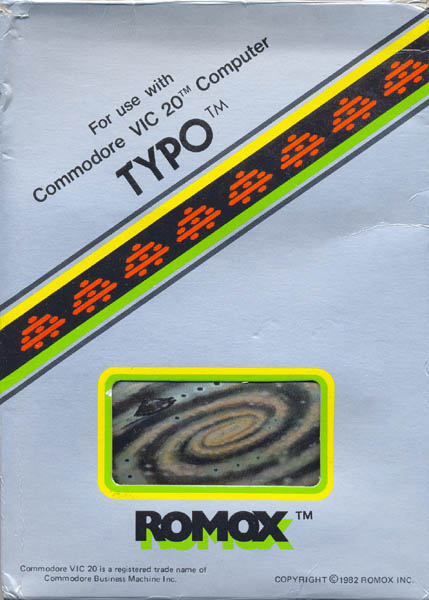 For use with
Commodore VIC 20™ Computer
TYPO™
ROMOX™
Commodore VIC 20 is a registered trade name of
Commodore Business Machine Inc.
COPYRIGHT © 1982 ROMOX INC.